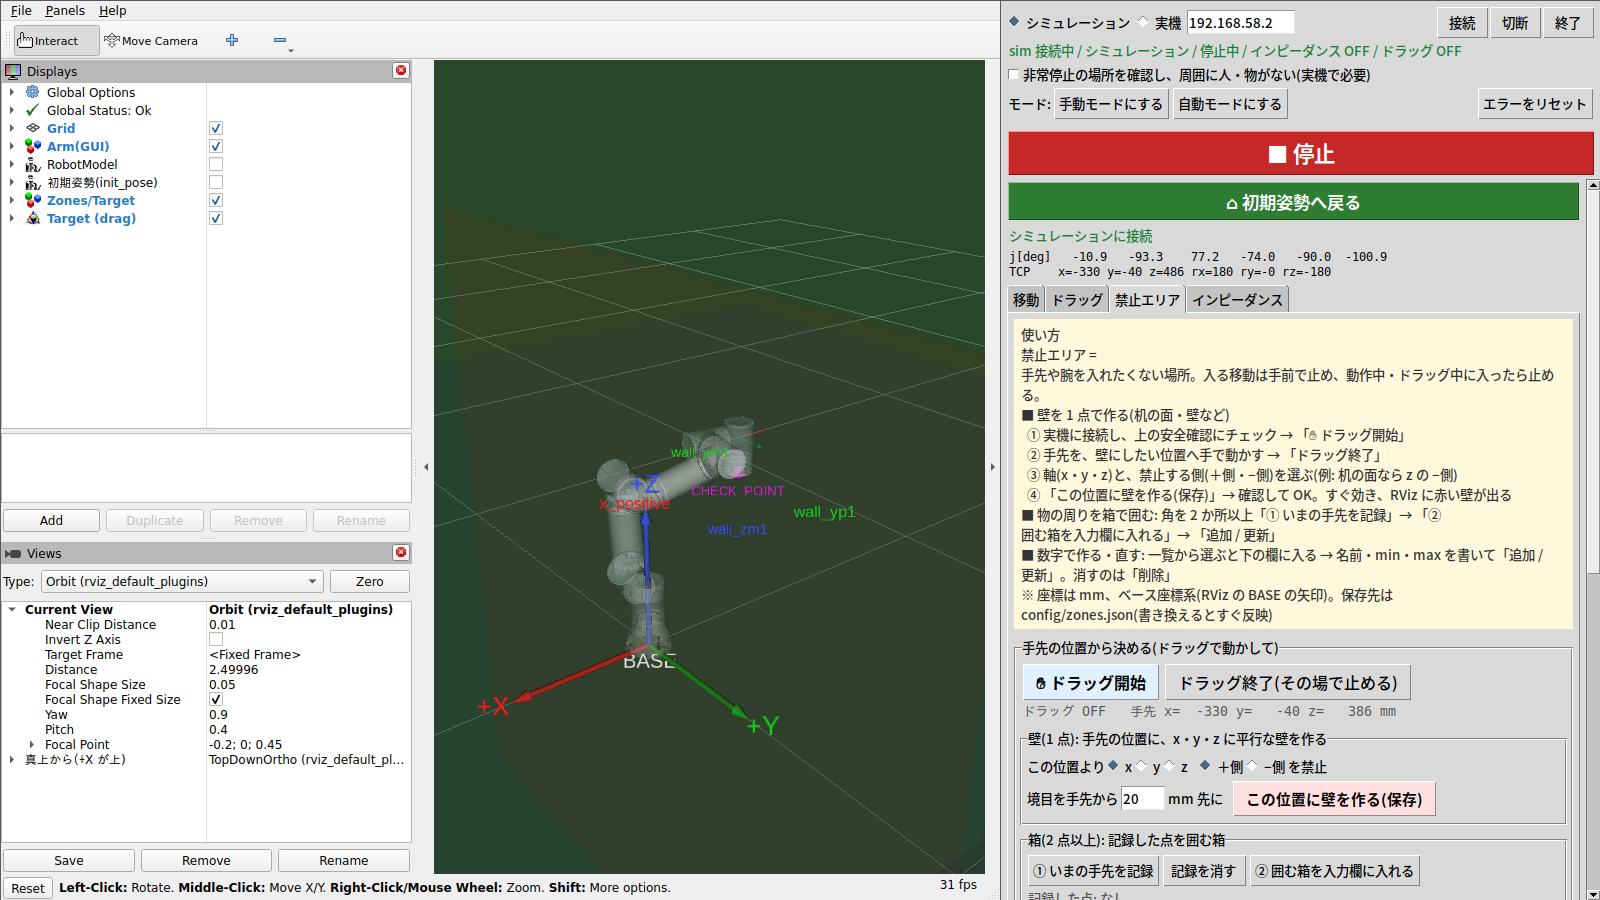 File Panels Help
Interact
Move Camera
Displays
Global Options
Global Status: Ok
Grid
Arm(GUI)
RobotModel
初期姿勢(init_pose)
Zones/Target
Target (drag)
Add
Duplicate
Remove
Rename
Views
Type: Orbit (rviz_default_plugins)
Zero
Current View Orbit (rviz_default_plugins)
Near Clip Distance 0.01
Invert Z Axis
Target Frame <Fixed Frame>
Distance 2.49996
Focal Shape Size 0.05
Focal Shape Fixed Size
Yaw 0.9
Pitch 0.4
Focal Point -0.2; 0; 0.45
真上から(+X が上) TopDownOrtho (rviz_default_pl...
Save
Remove
Rename
Reset
Left-Click: Rotate. Middle-Click: Move X/Y. Right-Click/Mouse Wheel: Zoom. Shift: More options.
31 fps
+Z
x_positive
CHECK_POINT
wall_yp1
wall_zm1
BASE
+X
+Y
シミュレーション 実機 192.168.58.2
接続
切断
終了
sim 接続中 / シミュレーション / 停止中 / インピーダンス OFF / ドラッグ OFF
非常停止の場所を確認し、周囲に人・物がない(実機で必要)
モード: 手動モードにする 自動モードにする
エラーをリセット
■ 停止
⌂ 初期姿勢へ戻る
シミュレーションに接続
j[deg] -10.9 -93.3 77.2 -74.0 -90.0 -100.9
TCP x=-330 y=-40 z=486 rx=180 ry=-0 rz=-180
移動 ドラッグ 禁止エリア インピーダンス
使い方
禁止エリア =
手先や腕を入れたくない場所。入る移動は手前で止め、動作中・ドラッグ中に入ったら止め
る。
■ 壁を 1 点で作る(机の面・壁など)
① 実機に接続し、上の安全確認にチェック → 「✊ ドラッグ開始」
② 手先を、壁にしたい位置へ手で動かす → 「ドラッグ終了」
③ 軸(x・y・z)と、禁止する側(+側・−側)を選ぶ(例: 机の面なら z の −側)
④ 「この位置に壁を作る(保存)」→ 確認して OK。すぐ効き、RViz に赤い壁が出る
■ 物の周りを箱で囲む: 角を 2 か所以上「① いまの手先を記録」→ 「②
囲む箱を入力欄に入れる」→ 「追加 / 更新」
■ 数字で作る・直す: 一覧から選ぶと下の欄に入る → 名前・min・max を書いて「追加 /
更新」。消すのは「削除」
※ 座標は mm、ベース座標系(RViz の BASE の矢印)。保存先は
config/zones.json(書き換えるとすぐ反映)
手先の位置から決める(ドラッグで動かして)
✊ ドラッグ開始
ドラッグ終了(その場で止める)
ドラッグ OFF 手先 x= -330 y= -40 z= 386 mm
壁(1 点): 手先の位置に、x・y・z に平行な壁を作る
この位置より x y z +側 −側 を禁止
境目を手先から 20 mm 先に この位置に壁を作る(保存)
箱(2 点以上): 記録した点を囲む箱
① いまの手先を記録 記録を消す ② 囲む箱を入力欄に入れる
記録した点: なし